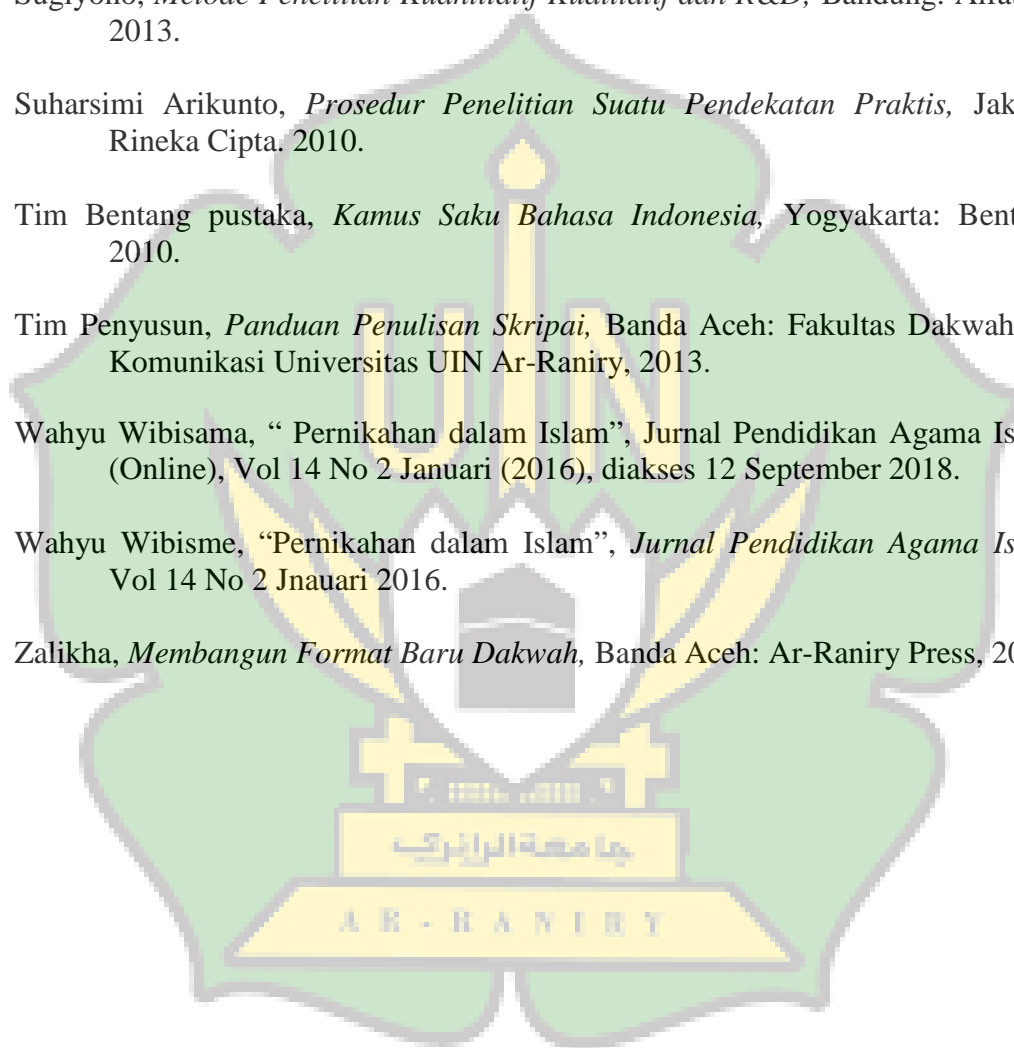 Sugiyono, Metode Penelitian Kuantitatif Kualitatif dan R&D, Bandung:
2013.
Suharsimi Arikunto, Prosedur Penelitian Suatu Pendekatan Praktis, Jak
Rineka Cipta. 2010.
Tim Bentang pustaka, Kamus Saku Bahasa Indonesia, Yogyakarta: Bent
2010.
Tim Penyusun, Panduan Penulisan Skripai, Banda Aceh: Fakultas Dakwah
Komunikasi Universitas UIN Ar-Raniry, 2013.
Wahyu Wibisama, “ Pernikahan dalam Islam”, Jurnal Pendidikan Agama Is
(Online), Vol 14 No 2 Januari (2016), diakses 12 September 2018.
Wahyu Wibisme, “Pernikahan dalam Islam”, Jurnal Pendidikan Agama Is
Vol 14 No 2 Jnauari 2016.
Zalikha, Membangun Format Baru Dakwah, Banda Aceh: Ar-Raniry Press, 20
UIN
جامعة الرانري
AR-RANIRY